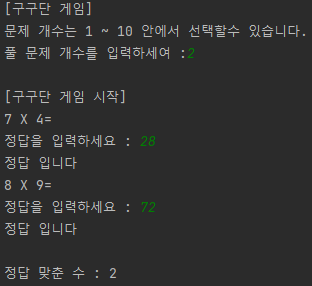 [구구단 게임]
문제 개수는 1 ~ 10 안에서 선택할수 있습니다.
풀 문제 개수를 입력하세여 :2
[구구단 게임 시작]
7 X 4=
정답을 입력하세요 : 28
정답 입니다
8 X 9=
정답을 입력하세요 : 72
정답 입니다
정답 맞춘 수 : 2